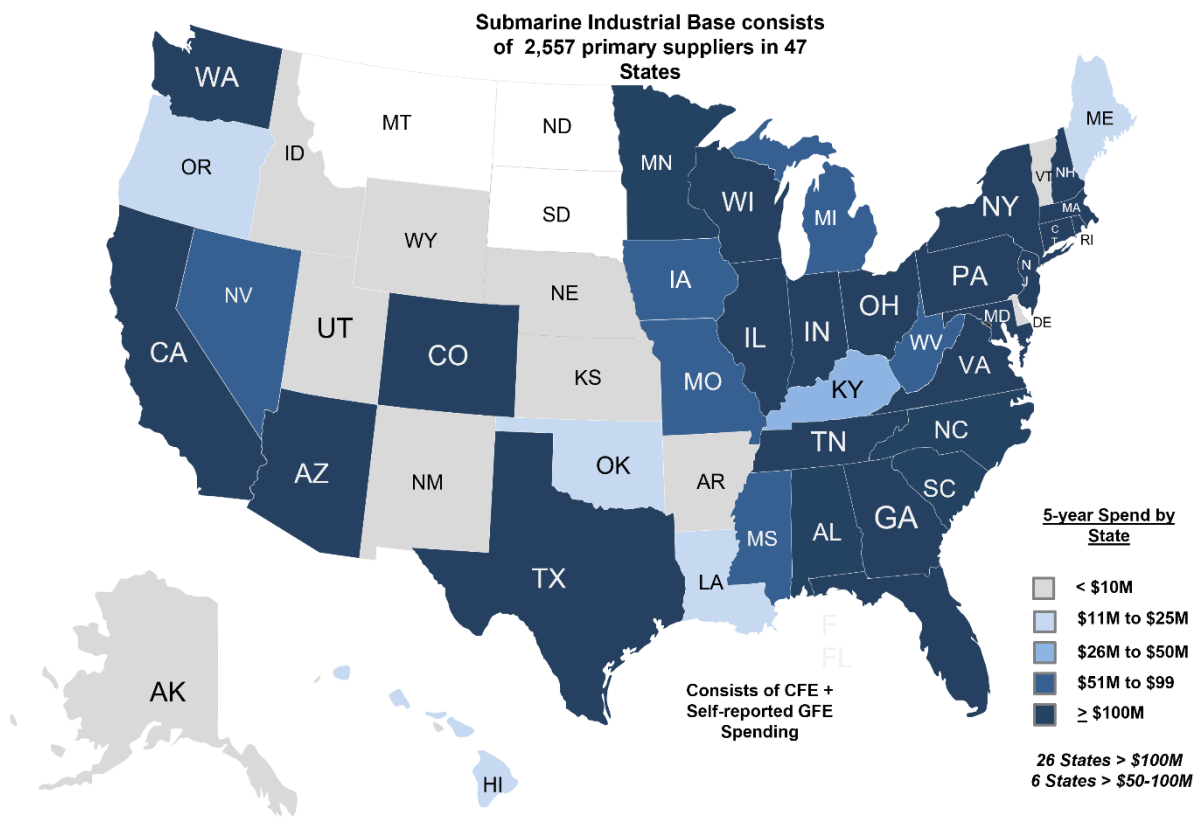 Submarine Industrial Base consists
of 2,557 primary suppliers in 47
States
WA
MT
ND
MN
ME
OR
ID
VT
NH
SD
WI
NY
MA
MI
WY
C
T
RI
IA
PA
N
J
NE
NV
OH
UT
IL
IN
MD
DE
CO
WV
CA
VA
KS
MO
KY
NC
TN
OK
AZ
NM
AR
SC
GA
MS
AL
TX
LA
F
FL
AK
HI
5-year Spend by
State
< $10M
$11M to $25M
$26M to $50M
$51M to $99
> $100M
Consists of CFE +
Self-reported GFE
Spending
26 States > $100M
6 States > $50-100M